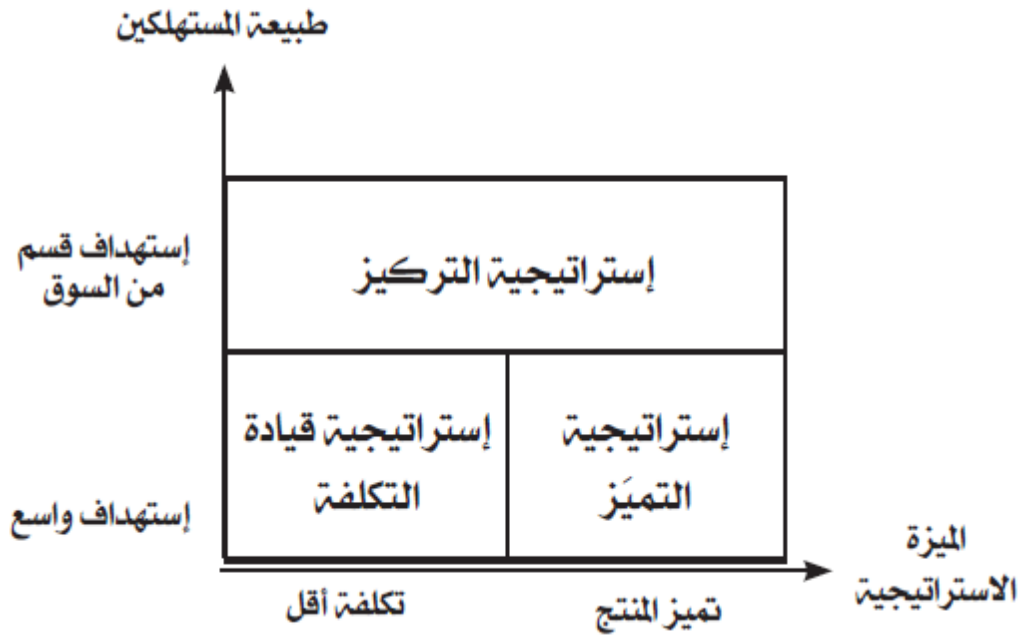 طبيعة المستهلكين
إستهداف قسم
من السوق
إستراتيجية التركيز
إستراتيجية
التميَز
إستراتيجية قيادة
التكلفة
إستهداف واسع
الميزة
الاستراتيجية
تميز المنتج
تكلفة أقل